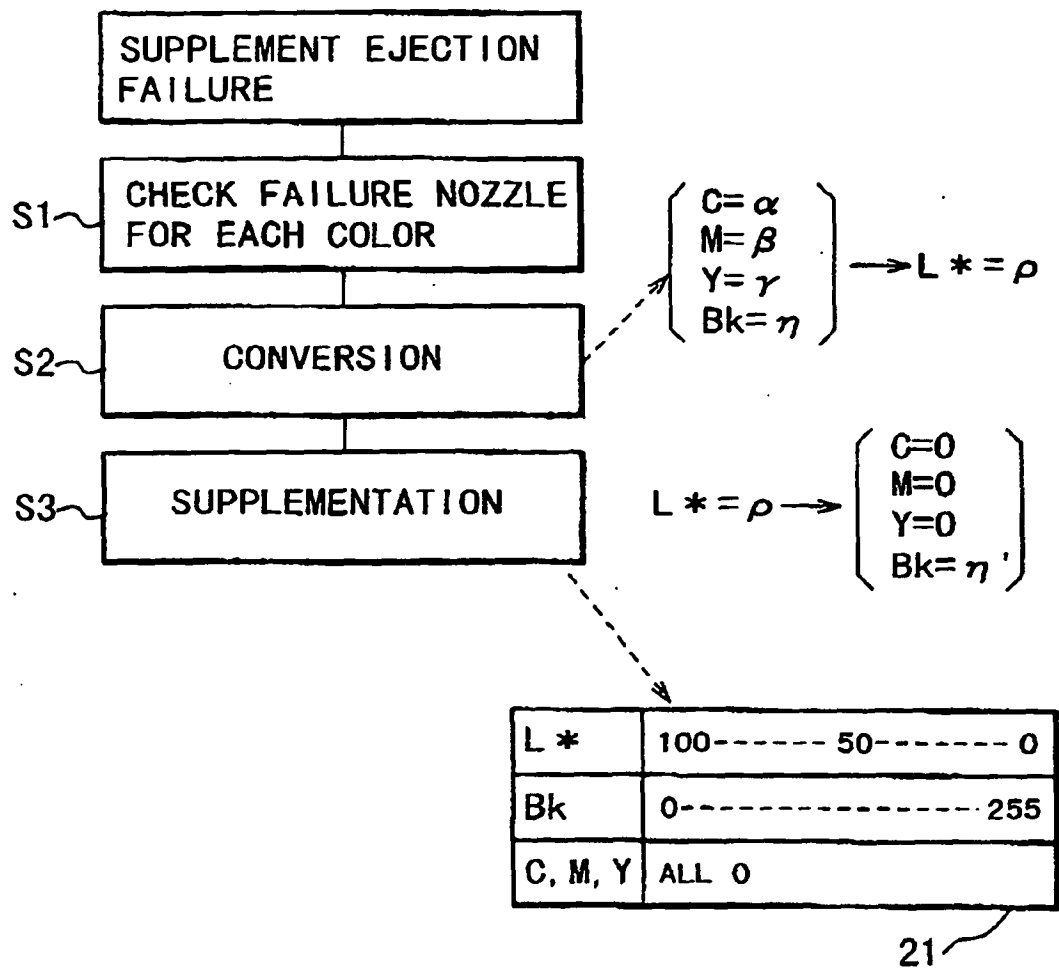 SUPPLEMENT EJECTION
FAILURE
S1
CHECK FAILURE NOZZLE
FOR EACH COLOR
C=α
M=β
Y=γ
Bk=η
L*=ρ
S2
CONVERSION
S3
SUPPLEMENTATION
L*=ρ
C=0
M=0
Y=0
Bk=η'
L* 100------50-------0
Bk 0----------------255
C, M, Y ALL 0
21